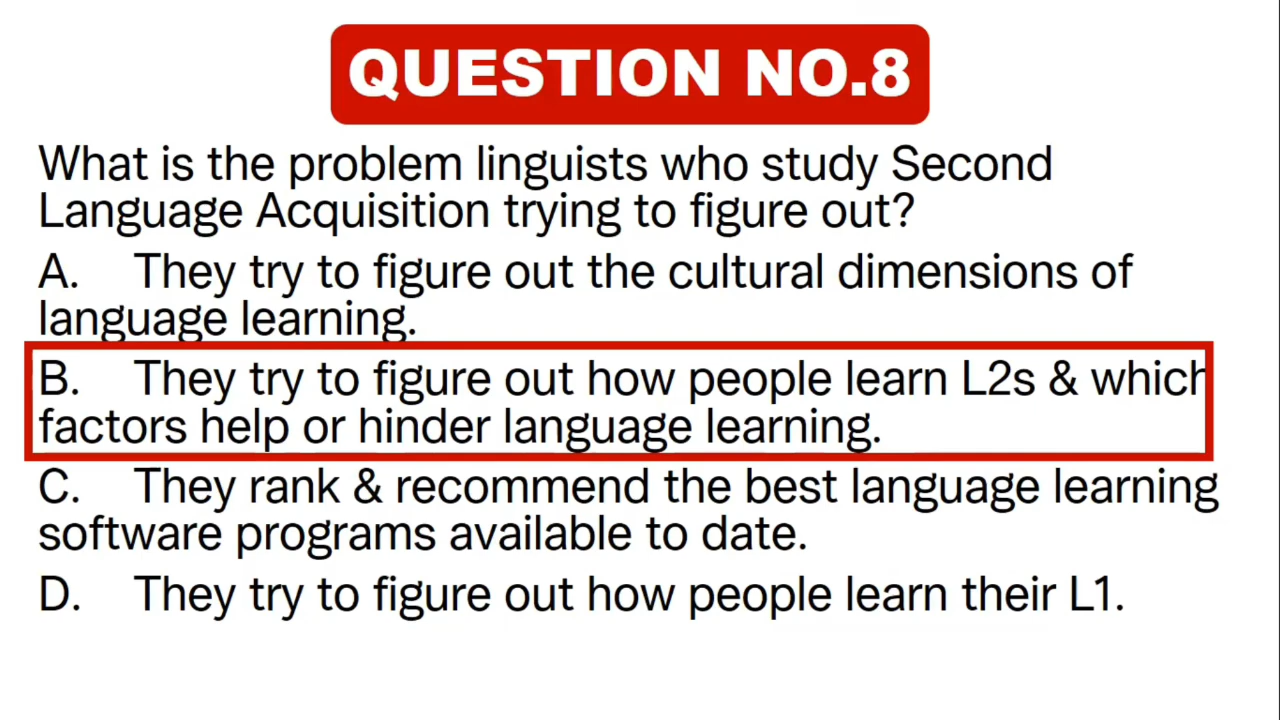 QUESTION NO.8
What is the problem linguists who study Second
Language Acquisition trying to figure out?
A. They try to figure out the cultural dimensions of
language learning.
B. They try to figure out how people learn L2s & which
factors help or hinder language learning.
C. They rank & recommend the best language learning
software programs available to date.
D. They try to figure out how people learn their L1.